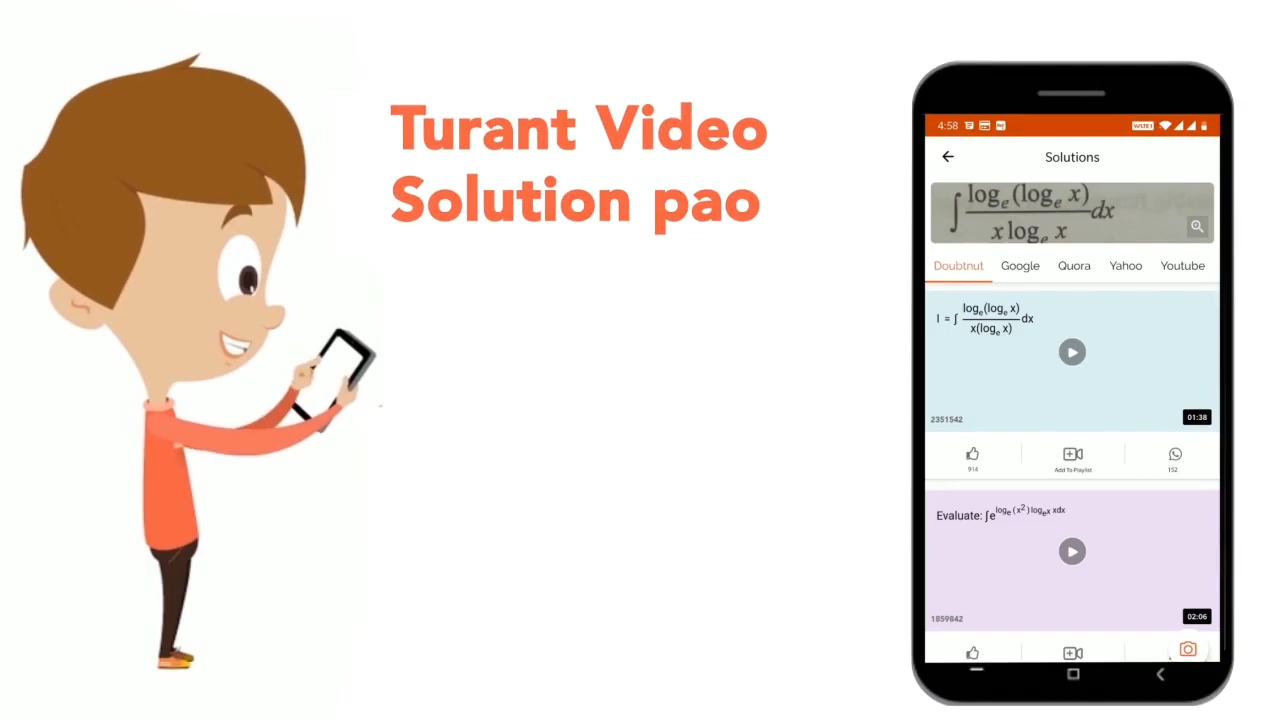 Turant Video
Solution pao
4:58
VoLTE1
Solutions
∫ logₑ(logₑ x) / x logₑ x dx
Doubtnut Google Quora Yahoo Youtube
I = ∫ logₑ(logₑ x) / x(logₑ x) dx
2351542 01:38
914 Add To Playlist 152
Evaluate: ∫e^logₑ(x²)logₑx xdx
1859842 02:06